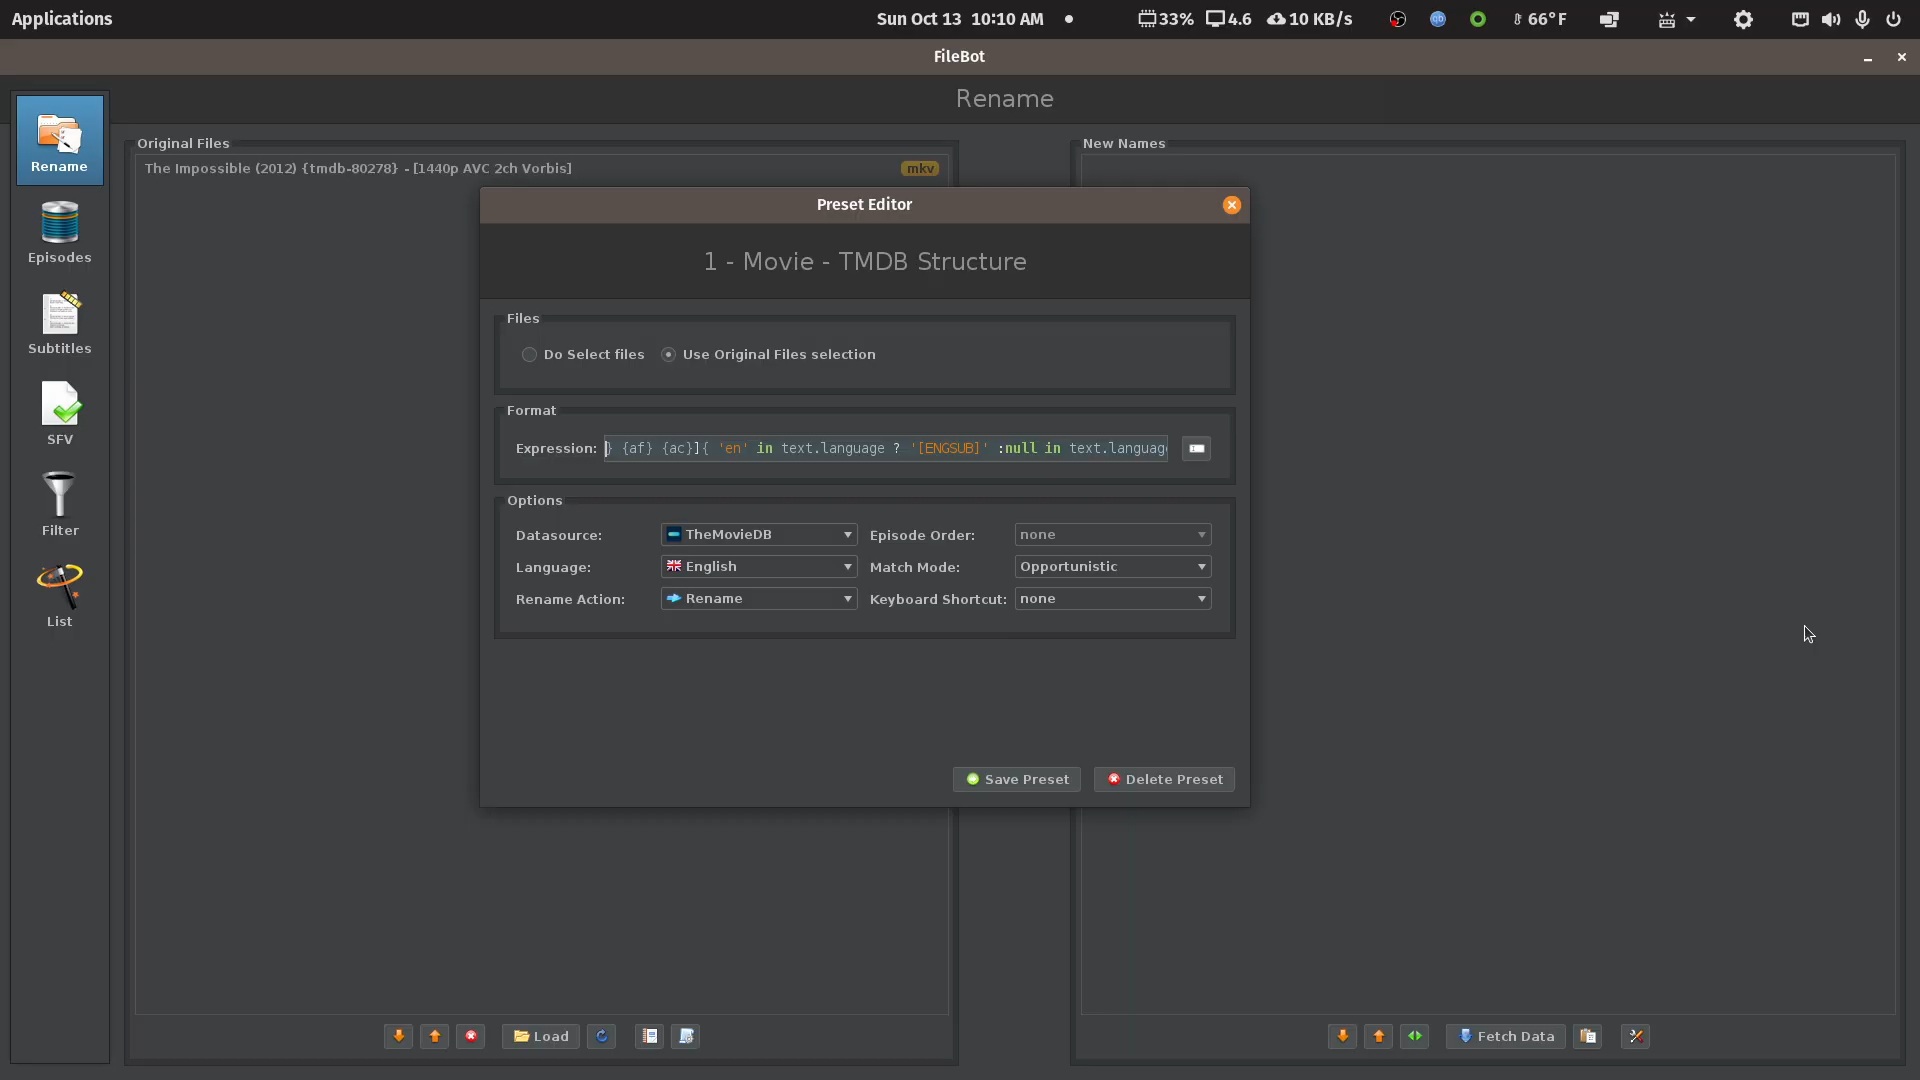 Applications
Sun Oct 13 10:10 AM
33%
4.6
10 KB/s
66°F
FileBot
Rename
Rename
Episodes
Subtitles
SFV
Filter
List
Original Files
The Impossible (2012) {tmdb-80278} - [1440p AVC 2ch Vorbis]
mkv
New Names
Preset Editor
1 - Movie - TMDB Structure
Files
Do Select files
Use Original Files selection
Format
Expression:
} {af} {ac}]{ 'en' in text.language ? '[ENGSUB]' :null in text.languag
Options
Datasource:
TheMovieDB
Episode Order:
none
Language:
English
Match Mode:
Opportunistic
Rename Action:
Rename
Keyboard Shortcut:
none
Save Preset
Delete Preset
Load
Fetch Data